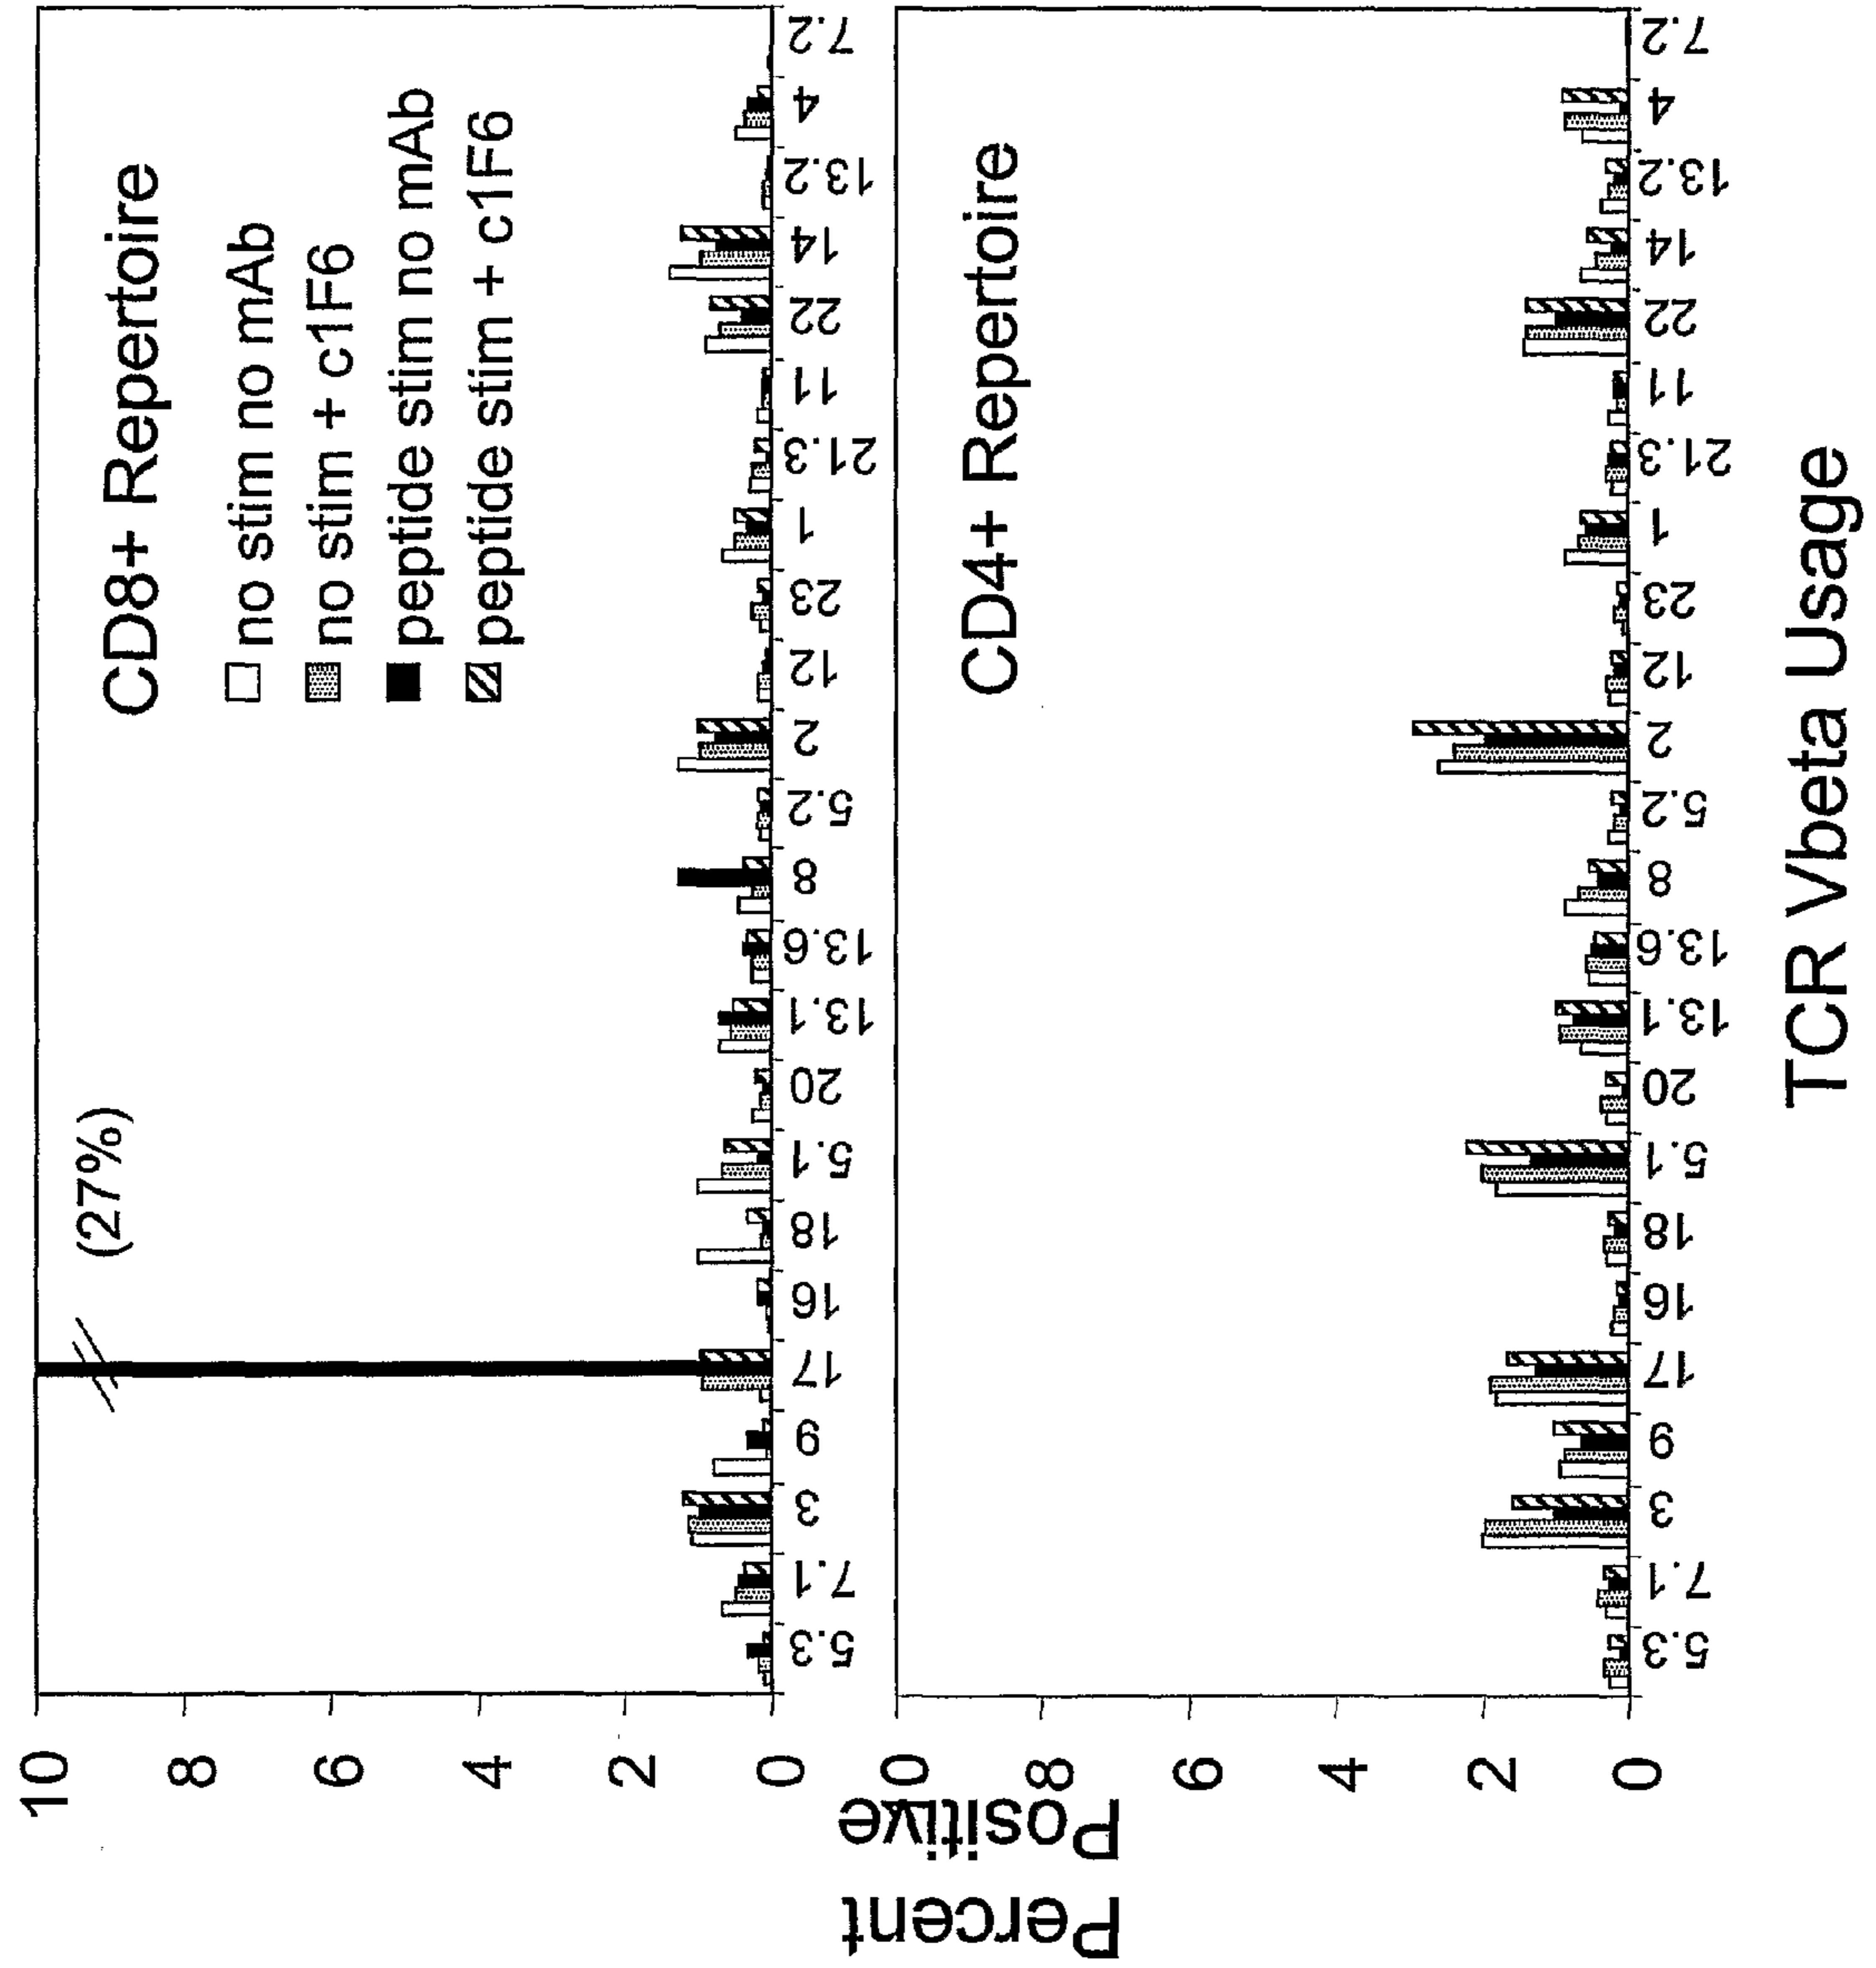 Percent
Positive
CD8+ Repertoire
(27%)
no stim no mAb
no stim + c1F6
peptide stim no mAb
peptide stim + c1F6
10
8
6
4
2
0
5.3 7.1 3 9 17 16 18 5.1 20 13.1 13.6 8 5.2 2 12 23 1 21.3 11 22 14 13.2 4 7.2
CD4+ Repertoire
10
8
6
4
2
0
5.3 7.1 3 9 17 16 18 5.1 20 13.1 13.6 8 5.2 2 12 23 1 21.3 11 22 14 13.2 4 7.2
TCR Vbeta Usage